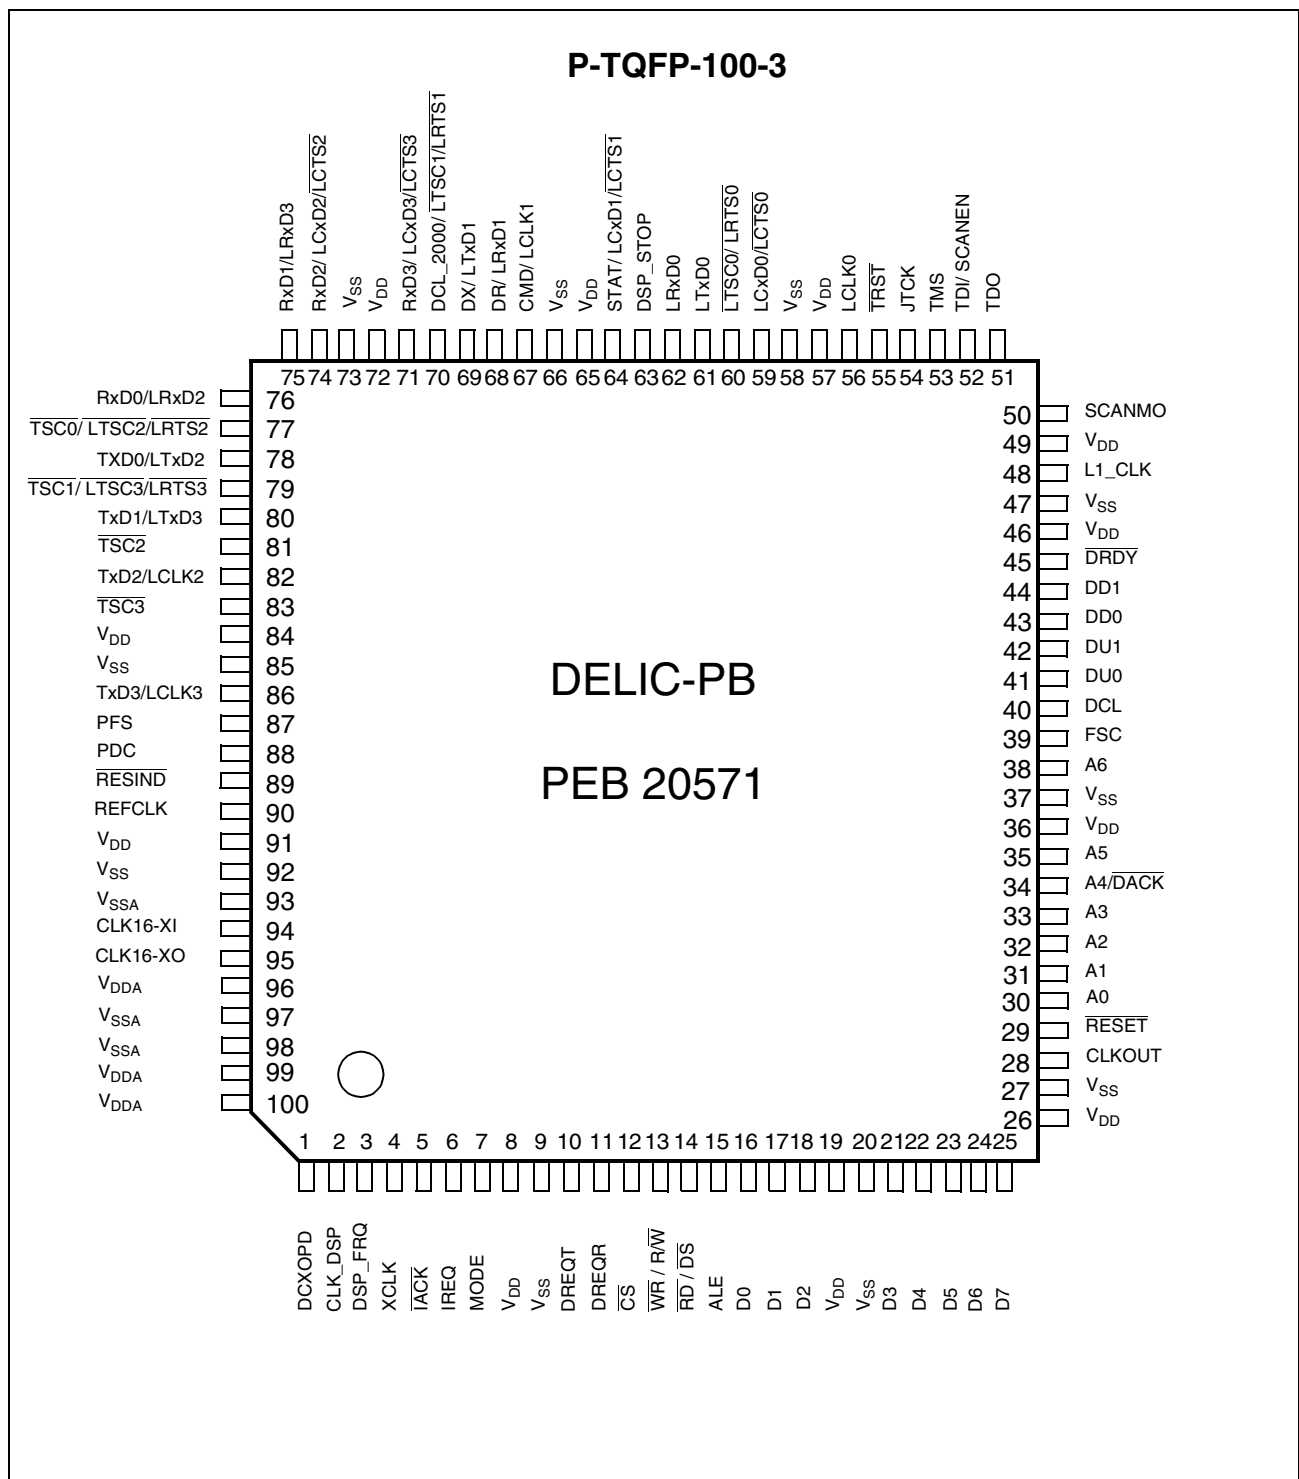 P-TQFP-100-3
RxD1/LRxD3
RxD2/ LCxD2/LCTS2
VSS
VDD
RxD3/ LCxD3/LCTS3
DCL_2000/ LTSC1/LRTS1
DX/ LTxD1
DR/ LRxD1
CMD/ LCLK1
VSS
VDD
STAT/ LCxD1/LCTS1
DSP_STOP
LRxD0
LTxD0
LTSC0/ LRTS0
LCxD0/LCTS0
VSS
VDD
LCLK0
TRST
JTCK
TMS
TDI/ SCANEN
TDO
75 74 73 72 71 70 69 68 67 66 65 64 63 62 61 60 59 58 57 56 55 54 53 52 51
RxD0/LRxD2 76
TSC0/ LTSC2/LRTS2 77
TXD0/LTxD2 78
TSC1/ LTSC3/LRTS3 79
TxD1/LTxD3 80
TSC2 81
TxD2/LCLK2 82
TSC3 83
VDD 84
VSS 85
TxD3/LCLK3 86
PFS 87
PDC 88
RESIND 89
REFCLK 90
VDD 91
VSS 92
VSSA 93
CLK16-XI 94
CLK16-XO 95
VDDA 96
VSSA 97
VSSA 98
VDDA 99
VDDA 100
DELIC-PB
PEB 20571
50 SCANMO
49 VDD
48 L1_CLK
47 VSS
46 VDD
45 DRDY
44 DD1
43 DD0
42 DU1
41 DU0
40 DCL
39 FSC
38 A6
37 VSS
36 VDD
35 A5
34 A4/DACK
33 A3
32 A2
31 A1
30 A0
29 RESET
28 CLKOUT
27 VSS
26 VDD
1 2 3 4 5 6 7 8 9 10 11 12 13 14 15 16 17 18 19 20 21 22 23 24 25
DCXOPD
CLK_DSP
DSP_FRQ
XCLK
IACK
IREQ
MODE
VDD
VSS
DREQT
DREQR
CS
WR / R/W
RD / DS
ALE
D0
D1
D2
VDD
VSS
D3
D4
D5
D6
D7